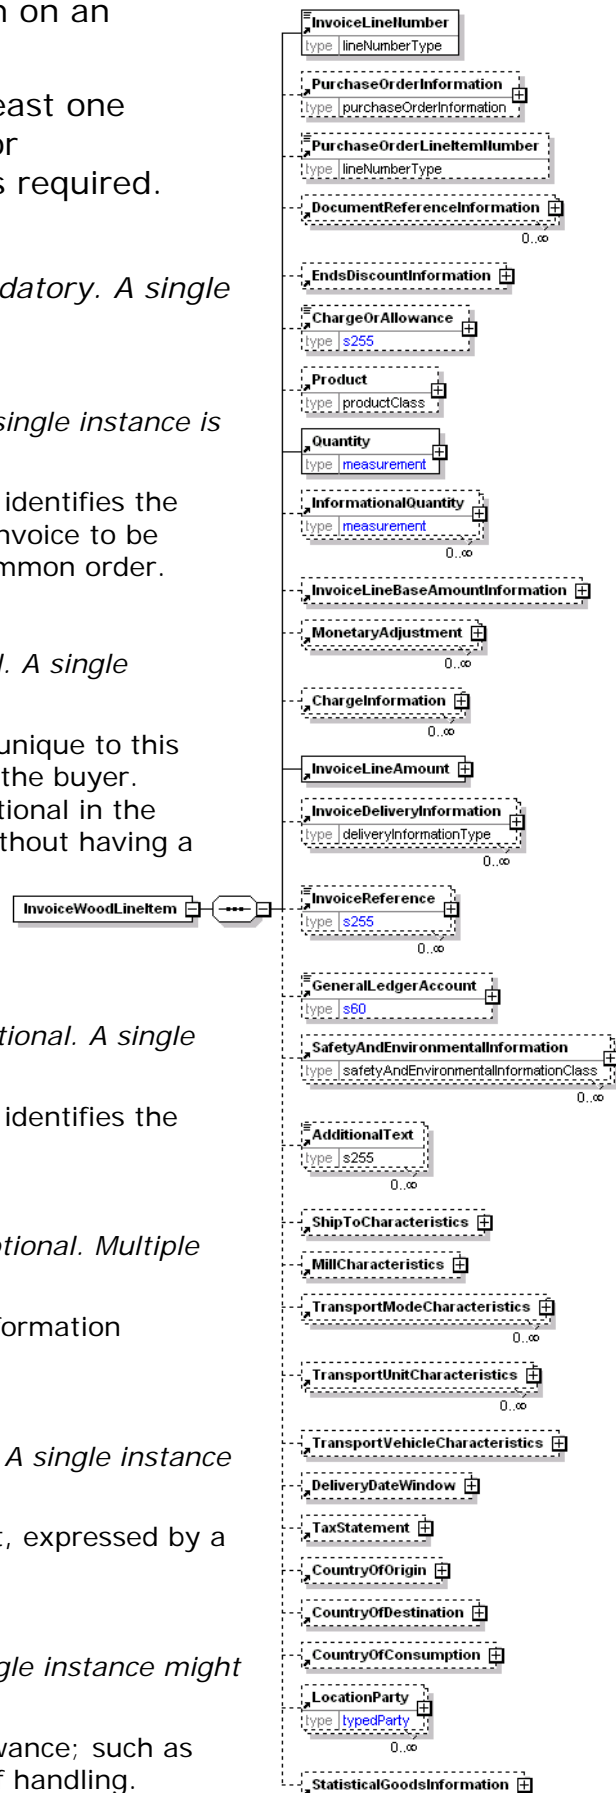 n on an
east one
or
s required.
datory. A single
single instance is
identifies the
nvoice to be
mmon order.
l. A single
unique to this
the buyer.
tional in the
thout having a
tional. A single
identifies the
otional. Multiple
formation
A single instance
t, expressed by a
gle instance might
wance; such as
f handling.
InvoiceWoodLineItem
InvoiceLineNumber
type lineNumberType
PurchaseOrderInformation
type purchaseOrderInformation
PurchaseOrderLineItemNumber
type lineNumberType
DocumentReferenceInformation
0..∞
EndsDiscountInformation
ChargeOrAllowance
type s255
Product
type productClass
Quantity
type measurement
InformationalQuantity
type measurement
0..∞
InvoiceLineBaseAmountInformation
MonetaryAdjustment
0..∞
ChargeInformation
0..∞
InvoiceLineAmount
InvoiceDeliveryInformation
type deliveryInformationType
0..∞
InvoiceReference
type s255
0..∞
GeneralLedgerAccount
type s60
SafetyAndEnvironmentalInformation
type safetyAndEnvironmentalInformationClass
0..∞
AdditionalText
type s255
0..∞
ShipToCharacteristics
MillCharacteristics
TransportModeCharacteristics
0..∞
TransportUnitCharacteristics
0..∞
TransportVehicleCharacteristics
DeliveryDateWindow
TaxStatement
CountryOfOrigin
CountryOfDestination
CountryOfConsumption
LocationParty
type typedParty
0..∞
StatisticalGoodsInformation